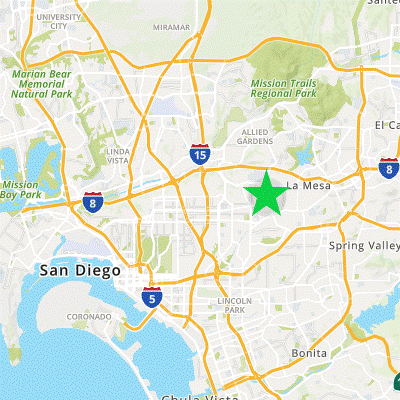 UNIVERSITY
CITY
MIRAMAR
Santee
Marian Bear
Memorial
Natural Park
Mission Trails
Regional Park
ALLIED
GARDENS
El Ca
LINDA
VISTA
15
8
Mission
Bay Park
La Mesa
8
Spring Valley
San Diego
5
LINCOLN
PARK
CORONADO
Bonita
Chula Vista